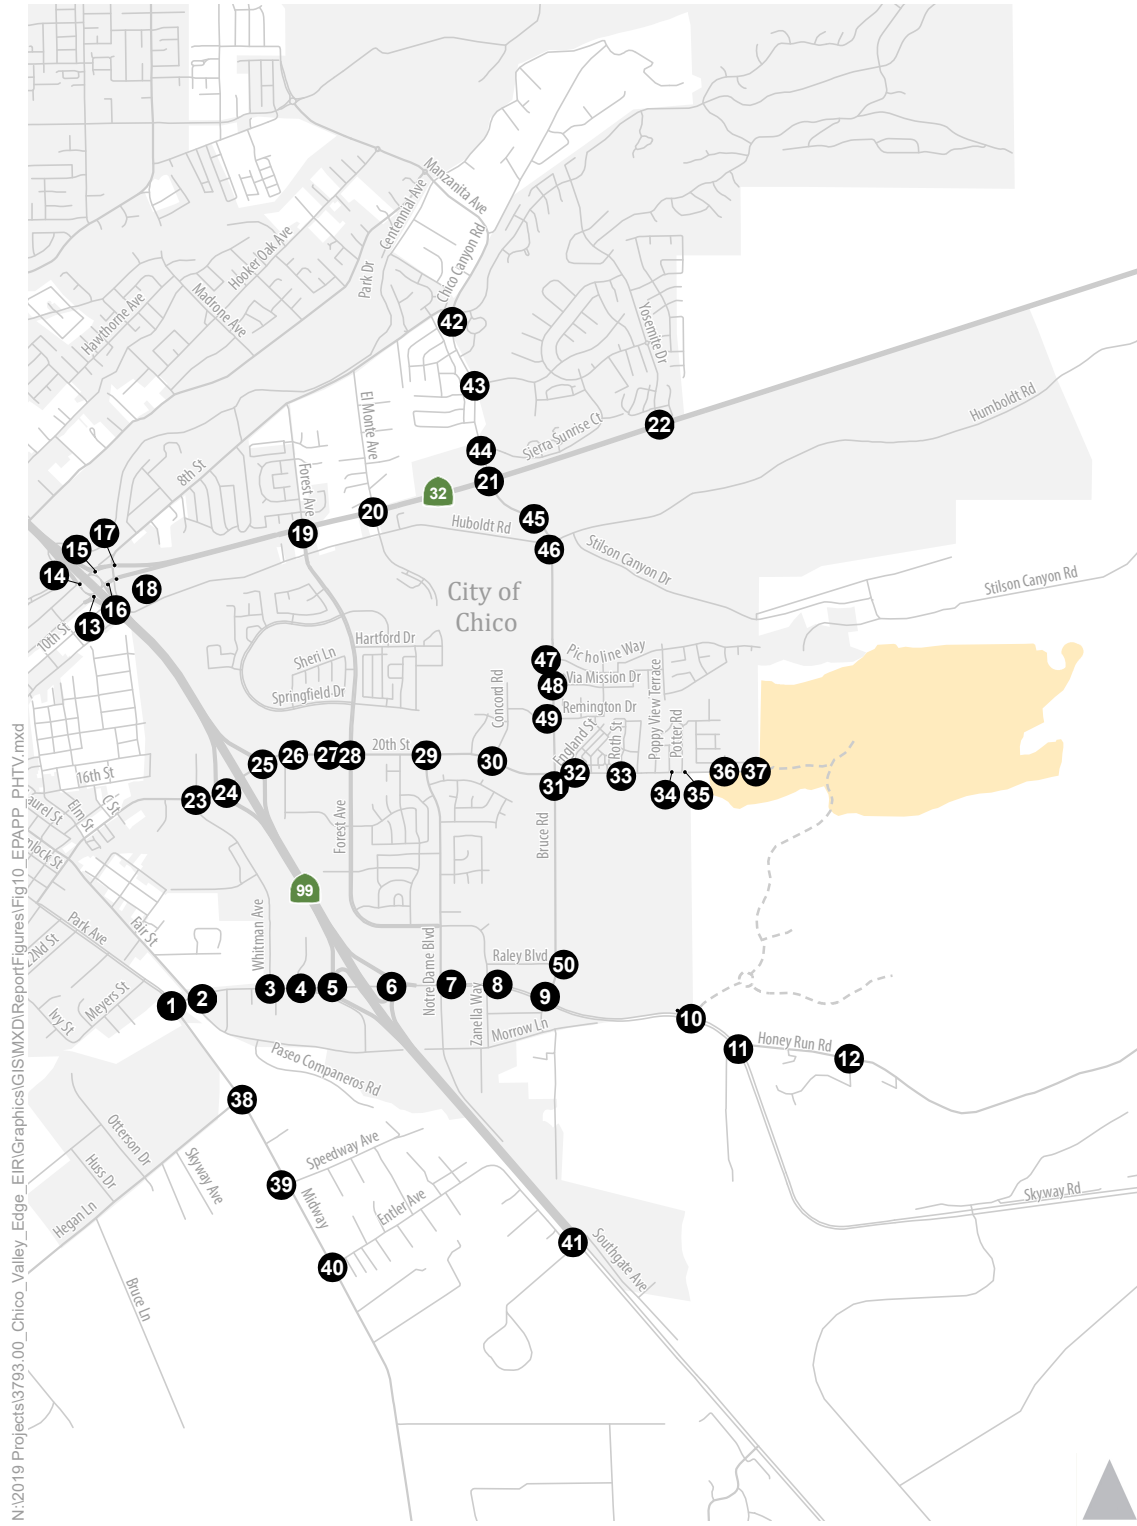 Manzanita Ave
Centennial Ave
Hooker Oak Ave
Chico Canyon Rd
Park Dr
Madrone Ave
Hawthorne Ave
42
Yosemite Dr
43
El Monte Ave
Humboldt Rd
22
Sierra Sunrise Ct
44
8th St
Forest Ave
21
32
20
45
Huboldt Rd
19
17
15
46
Stilson Canyon Dr
14
18
Stilson Canyon Rd
City of
Chico
16
13
10th St
Hartford Dr
Picholine Way
Sheri Ln
47
Via Mission Dr
48
Springfield Dr
Concord Rd
Poppy View Terrace
Remington Dr
49
Potter Rd
England St
Roth St
20th St
26
27
28
29
30
25
16th St
32
33
36
37
31
34
35
23
24
C St
Elm St
Forest Ave
Bruce Rd
99
Park Ave
Fair St
Whitman Ave
22Nd St
Notre Dame Blvd
Raley Blvd
50
Meyers St
Ivy St
1
2
3
4
5
6
7
8
9
Zanella Way
Morrow Ln
10
11
Honey Run Rd
12
Paseo Companeros Rd
38
Otterson Dr
Speedway Ave
Huss Dr
Skyway Ave
39
Midway
Entler Ave
Skyway Rd
Hegan Ln
41
Southgate Ave
40
Bruce Ln
N:\2019 Projects\3793.00_Chico_Valley_Edge_EIR\Graphics\GIS\MXD\ReportFigures\Fig10_EPAPP_PHTV.mxd